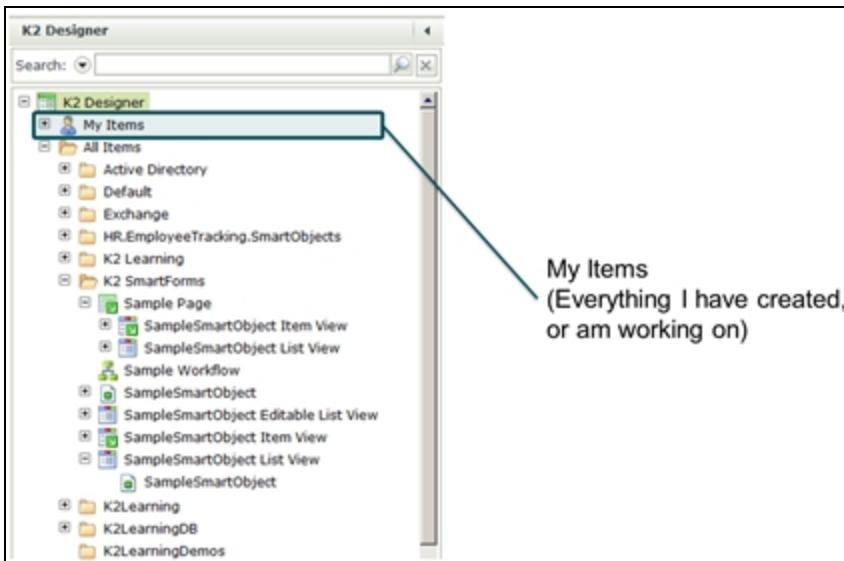 K2 Designer
Search:
K2 Designer
My Items
All Items
Active Directory
Default
Exchange
HR.EmployeeTracking.SmartObjects
K2 Learning
K2 SmartForms
Sample Page
SampleSmartObject Item View
SampleSmartObject List View
Sample Workflow
SampleSmartObject
SampleSmartObject Editable List View
SampleSmartObject Item View
SampleSmartObject List View
SampleSmartObject
K2Learning
K2LearningDB
K2LearningDemos
My Items
(Everything I have created,
or am working on)